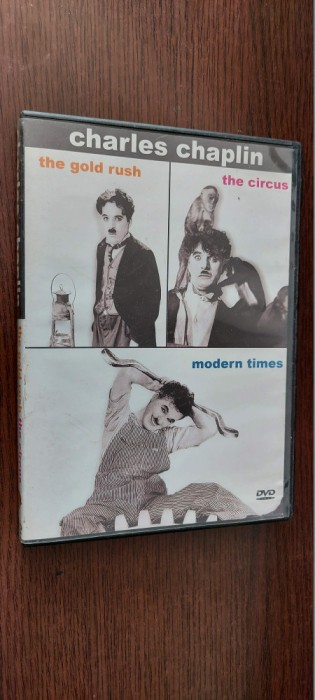 charles chaplin
the gold rush
the circus
modern times
DVD